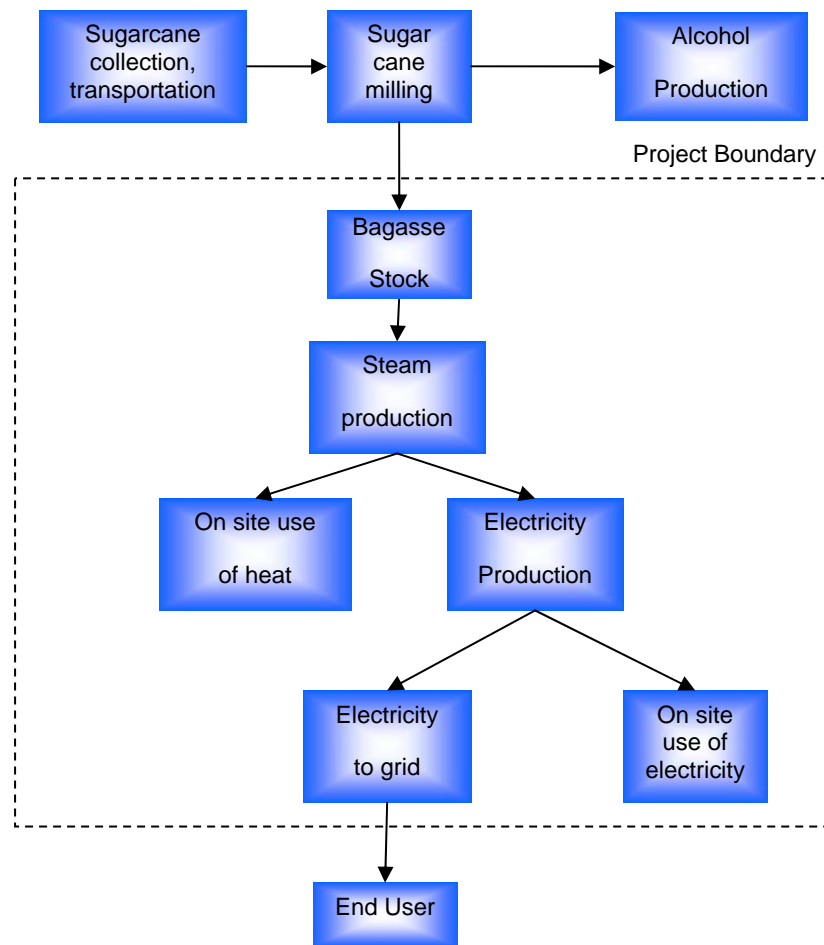 Sugarcane
collection,
transportation
Sugar
cane
milling
Alcohol
Production
Project Boundary
Bagasse
Stock
Steam
production
On site use
of heat
Electricity
Production
Electricity
to grid
On site
use of
electricity
End User